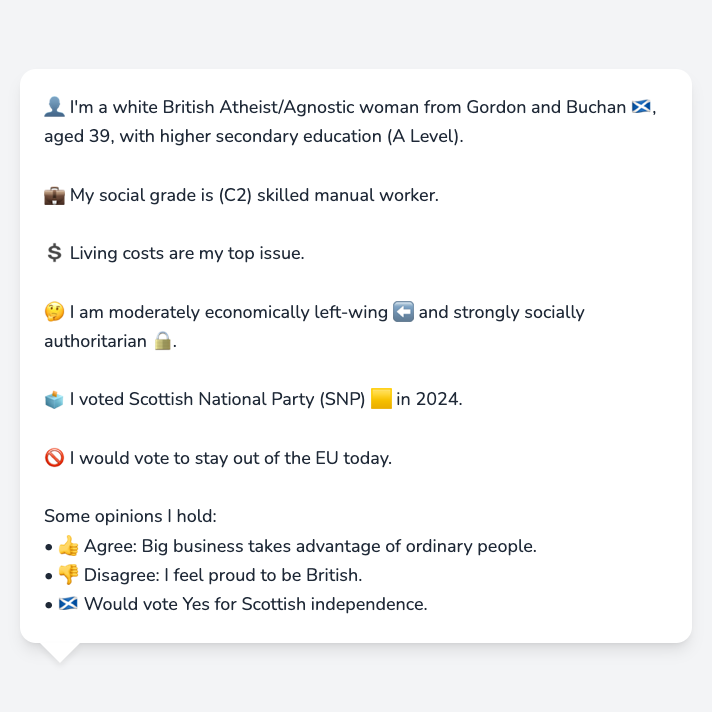 👤 I'm a white British Atheist/Agnostic woman from Gordon and Buchan 🏴󠁧󠁢󠁳󠁣󠁴󠁿,
aged 39, with higher secondary education (A Level).
💼 My social grade is (C2) skilled manual worker.
💲 Living costs are my top issue.
🤔 I am moderately economically left-wing ⬅️ and strongly socially
authoritarian 🔒.
🗳️ I voted Scottish National Party (SNP) 🟨 in 2024.
🚫 I would vote to stay out of the EU today.
Some opinions I hold:
• 👍 Agree: Big business takes advantage of ordinary people.
• 👎 Disagree: I feel proud to be British.
• 🏴󠁧󠁢󠁳󠁣󠁴󠁿 Would vote Yes for Scottish independence.